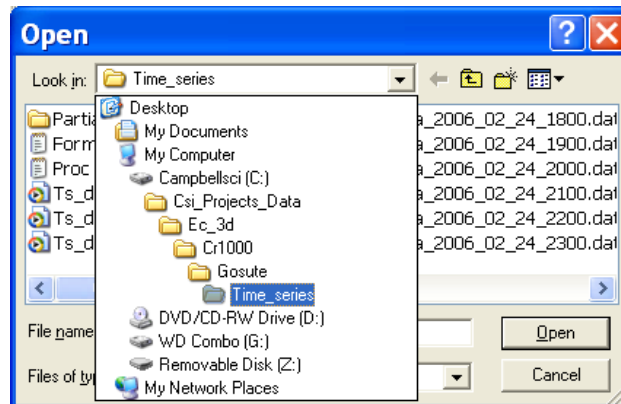 Open
Look in: Time_series
Desktop
My Documents
My Computer
Campbellsci (C:)
Csi_Projects_Data
Ec_3d
Cr1000
Gosute
Time_series
DVD/CD-RW Drive (D:)
WD Combo (G:)
Removable Disk (Z:)
My Network Places
Partia
Form
Proc
Ts_d
Ts_d
Ts_d
a_2006_02_24_1800.dat
a_2006_02_24_1900.dat
a_2006_02_24_2000.dat
a_2006_02_24_2100.dat
a_2006_02_24_2200.dat
a_2006_02_24_2300.dat
File name
Open
Files of ty
Cancel